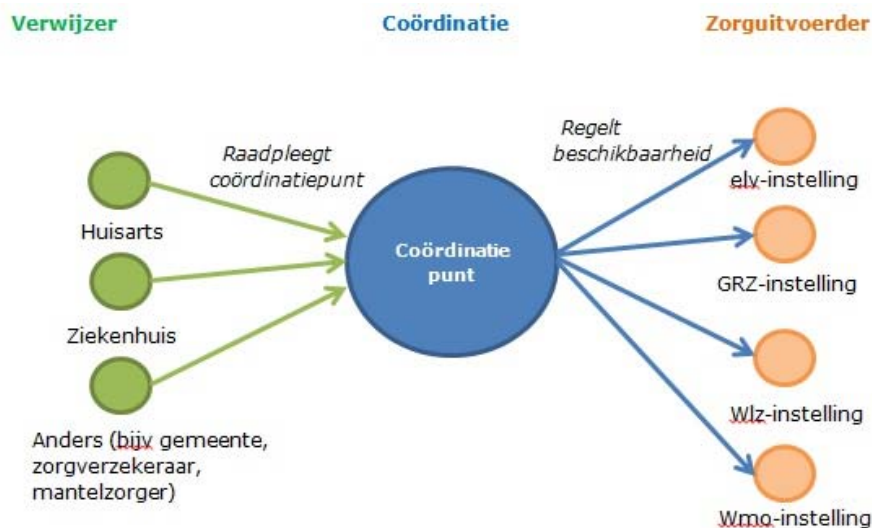 Verwijzer
Coördinatie
Zorguitvoerder
Raadpleegt
coördinatiepunt
Regelt
beschikbaarheid
Huisarts
Ziekenhuis
Anders (bijv gemeente,
zorgverzekeraar,
mantelzorger)
Coördinatie
punt
elv-instelling
GRZ-instelling
Wlz-instelling
Wmo-instelling